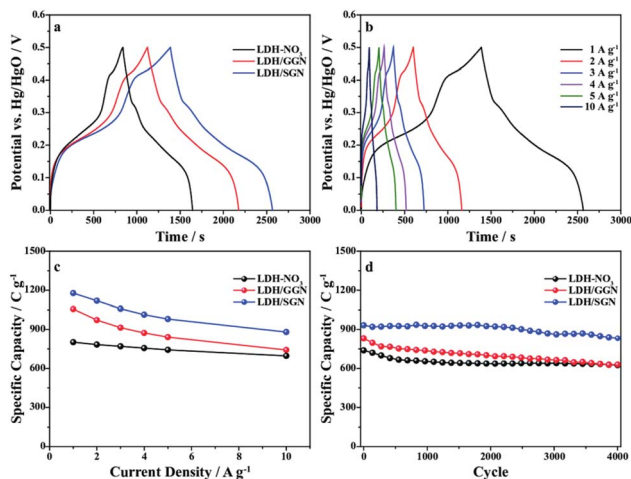 a
LDH-NO₃
LDH/GGN
LDH/SGN
Potential vs. Hg/HgO / V
0.5
0.4
0.3
0.2
0.1
0.0
0 500 1000 1500 2000 2500 3000
Time / s
b
1 A g⁻¹
2 A g⁻¹
3 A g⁻¹
4 A g⁻¹
5 A g⁻¹
10 A g⁻¹
Potential vs. Hg/HgO / V
0.5
0.4
0.3
0.2
0.1
0.0
0 500 1000 1500 2000 2500 3000
Time / s
c
LDH-NO₃
LDH/GGN
LDH/SGN
Specific Capacity / C g⁻¹
1500
1200
900
600
300
0
0 2 4 6 8 10
Current Density / A g⁻¹
d
LDH-NO₃
LDH/GGN
LDH/SGN
Specific Capacity / C g⁻¹
1500
1200
900
600
300
0
0 1000 2000 3000 4000
Cycle